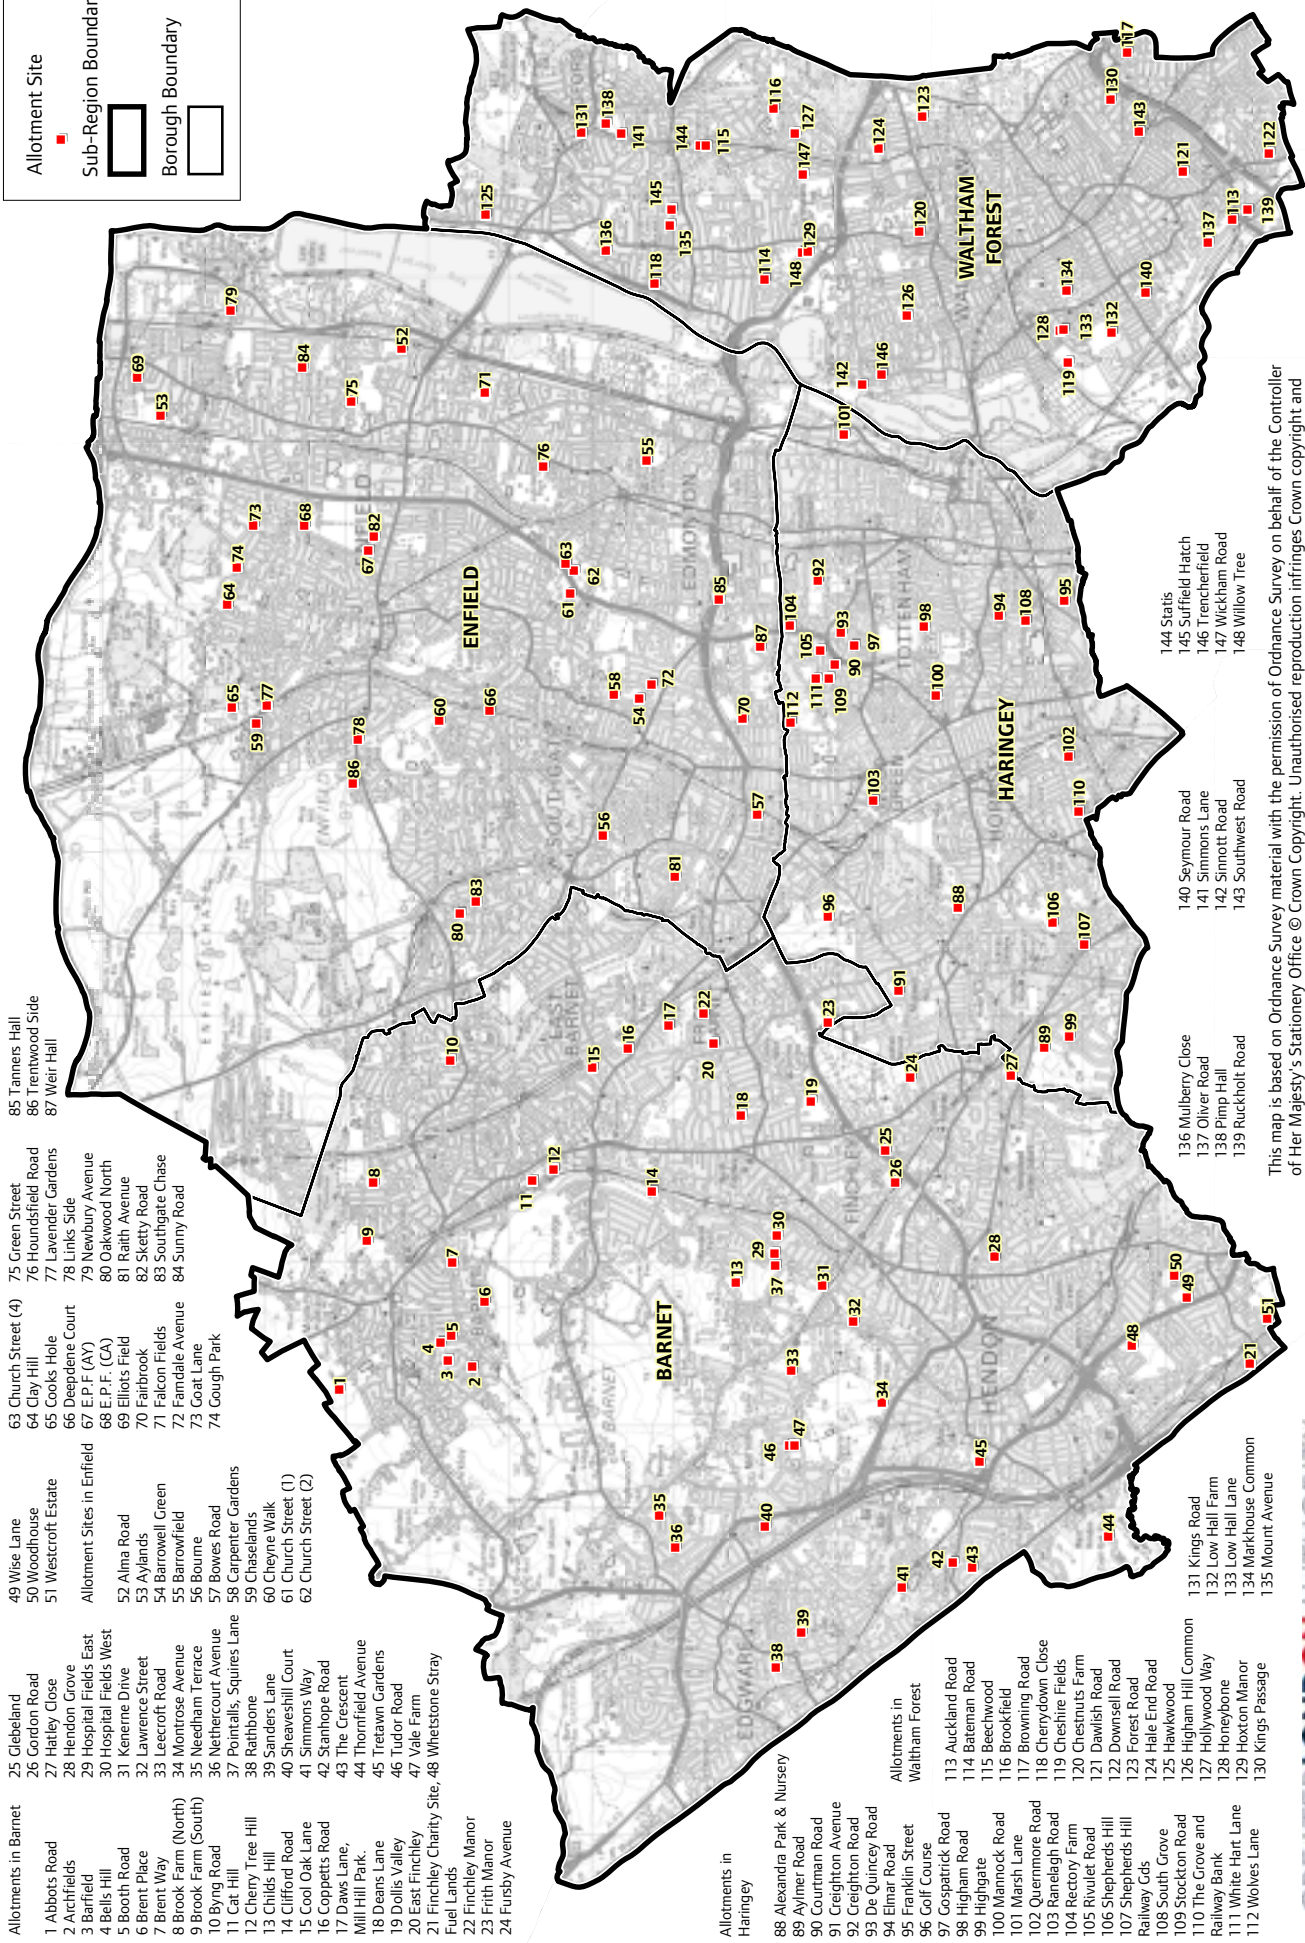 Allotment Site
Sub-Region Boundar
Borough Boundary
Allotments in Barnet
1 Abbots Road
2 Archfields
3 Barfield
4 Bells Hill
5 Booth Road
6 Brent Place
7 Brent Way
8 Brook Farm (North)
9 Brook Farm (South)
10 Byng Road
11 Cat Hill
12 Cherry Tree Hill
13 Childs Hill
14 Clifford Road
15 Cool Oak Lane
16 Coppetts Road
17 Daws Lane,
Mill Hill Park.
18 Deans Lane
19 Dollis Valley
20 East Finchley
21 Finchley Charity Site,
Fuel Lands
22 Finchley Manor
23 Frith Manor
24 Fursby Avenue
25 Glebeland
26 Gordon Road
27 Hatley Close
28 Hendon Grove
29 Hospital Fields East
30 Hospital Fields West
31 Kenerne Drive
32 Lawrence Street
33 Leecroft Road
34 Montrose Avenue
35 Needham Terrace
36 Nethercourt Avenue
37 Pointalls, Squires Lane
38 Rathbone
39 Sanders Lane
40 Sheaveshill Court
41 Simmons Way
42 Stanhope Road
43 The Crescent
44 Thornfield Avenue
45 Tretawn Gardens
46 Tudor Road
47 Vale Farm
48 Whetstone Stray
49 Wise Lane
50 Woodhouse
51 Westcroft Estate
Allotment Sites in Enfield
52 Alma Road
53 Aylands
54 Barrowell Green
55 Barrowfield
56 Bourne
57 Bowes Road
58 Carpenter Gardens
59 Chaselands
60 Cheyne Walk
61 Church Street (1)
62 Church Street (2)
63 Church Street (4)
64 Clay Hill
65 Cooks Hole
66 Deepdene Court
67 E.P.F (AY)
68 E.P.F. (CA)
69 Elliots Field
70 Fairbrook
71 Falcon Fields
72 Farndale Avenue
73 Goat Lane
74 Gough Park
75 Green Street
76 Houndsfield Road
77 Lavender Gardens
78 Links Side
79 Newbury Avenue
80 Oakwood North
81 Rath Avenue
82 Sketty Road
83 Southgate Chase
84 Sunny Road
85 Tanners Hall
86 Trentwood Side
87 Weir Hall
Allotments in
Haringey
88 Alexandra Park & Nursery
89 Aylmer Road
90 Courtman Road
91 Creighton Avenue
92 Creighton Road
93 De Quincey Road
94 Elmar Road
95 Franklin Street
96 Golf Course
97 Gospatrick Road
98 Higham Road
99 Highgate
100 Mannock Road
101 Marsh Lane
102 Quernmore Road
103 Ranelagh Road
104 Rectory Farm
105 Rivulet Road
106 Shepherds Hill
107 Shepherds Hill
Railway Gds
108 South Grove
109 Stockton Road
110 The Grove and
Railway Bank
111 White Hart Lane
112 Wolves Lane
Allotments in
Waltham Forest
113 Auckland Road
114 Bateman Road
115 Beechwood
116 Brookfield
117 Browning Road
118 Cherrydown Close
119 Cheshire Fields
120 Chestnuts Farm
121 Dawlish Road
122 Downsell Road
123 Forest Road
124 Hale End Road
125 Hawkwood
126 Higham Hill Common
127 Hollywood Way
128 Honeybone
129 Hoxton Manor
130 Kings Passage
131 Kings Road
132 Low Hall Farm
133 Low Hall Lane
134 Markhouse Common
135 Mount Avenue
136 Mulberry Close
137 Oliver Road
138 Pimp Hall
139 Ruckholt Road
140 Seymour Road
141 Simmons Lane
142 Sinnott Road
143 Southwest Road
144 Statis
145 Suffield Hatch
146 Trencherfield
147 Wickham Road
148 Willow Tree
BARNET
ENFIELD
HARINGEY
WALTHAM
FOREST
EDGWARE
HENDON
EDMONTON
SOUTHGATE
This map is based on Ordnance Survey material with the permission of Ordnance Survey on behalf of the Controller
of Her Majesty's Stationery Office © Crown Copyright. Unauthorised reproduction infringes Crown copyright and